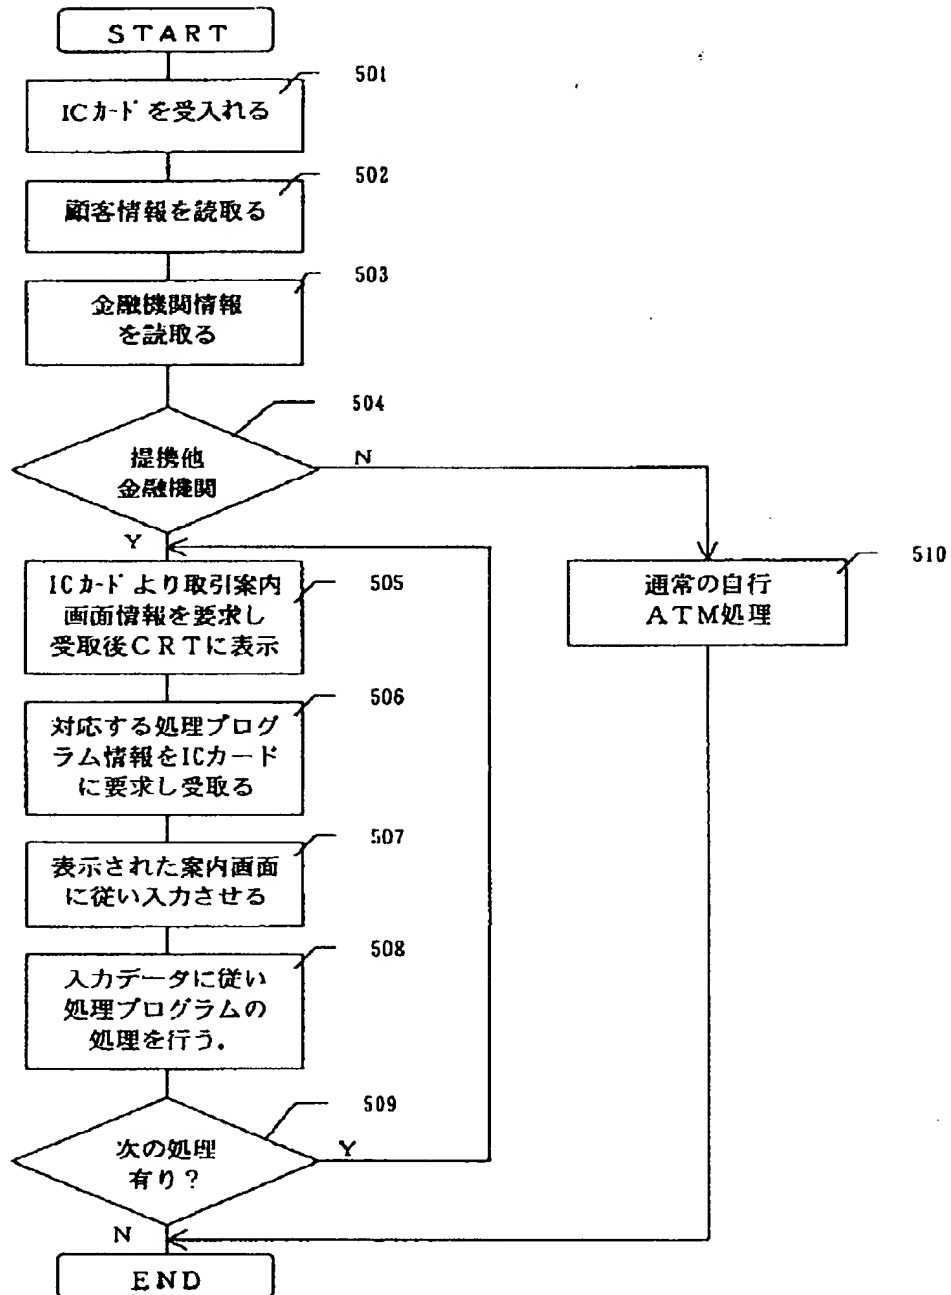 START
501
ICカードを受入れる
502
顧客情報を読取る
503
金融機関情報
を読取る
504
提携他
金融機関
N
Y
510
ICカードより取引案内
画面情報を要求し
受取後CRTに表示
505
通常の自行
ATM処理
506
対応する処理プログ
ラム情報をICカード
に要求し受取る
507
表示された案内画面
に従い入力させる
508
入力データに従い
処理プログラムの
処理を行う.
509
次の処理
有り?
Y
N
END